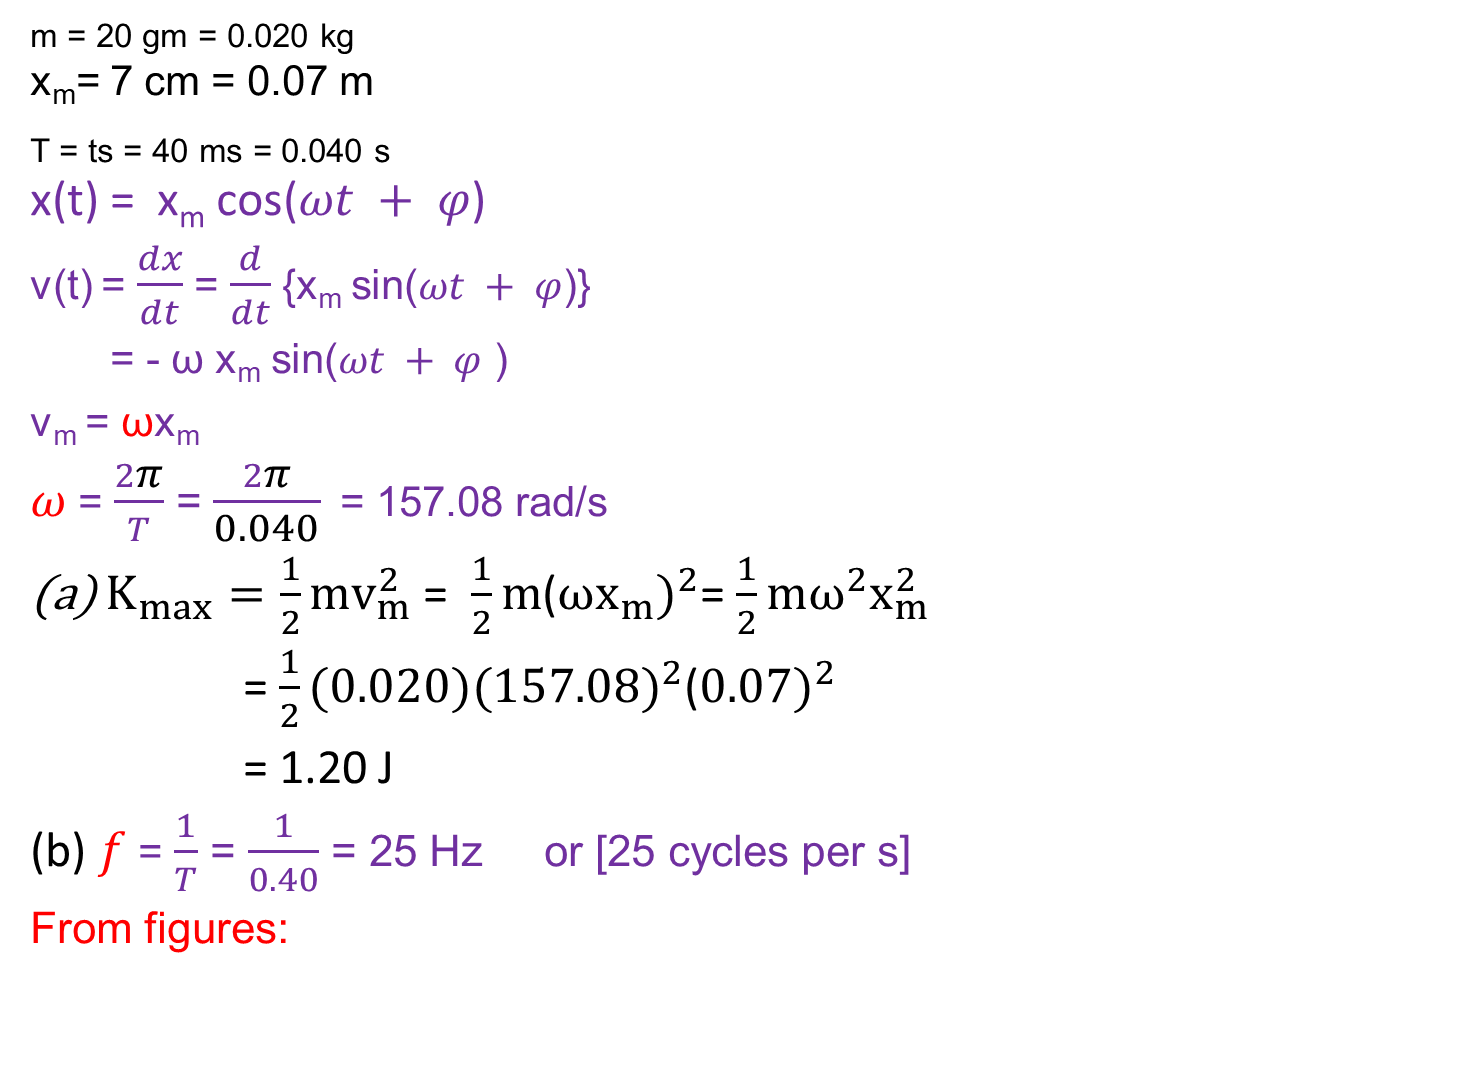 m = 20 gm = 0.020 kg
xₘ= 7 cm = 0.07 m
T = ts = 40 ms = 0.040 s
x(t) = xₘ cos(𝜔𝑡 + 𝜑)
v(t) = 𝑑𝑥/𝑑𝑡 = 𝑑/𝑑𝑡 {xₘ sin(𝜔𝑡 + 𝜑)}
= - ω xₘ sin(𝜔𝑡 + 𝜑 )
vₘ = ωxₘ
𝜔 = 2𝜋/𝑇 = 2𝜋/0.040 = 157.08 rad/s
(a) Kₘₐₓ = 1/2 mvₘ² = 1/2 m(ωxₘ)²= 1/2 mω²xₘ²
= 1/2 (0.020)(157.08)²(0.07)²
= 1.20 J
(b) 𝑓 = 1/𝑇 = 1/0.40 = 25 Hz or [25 cycles per s]
From figures: